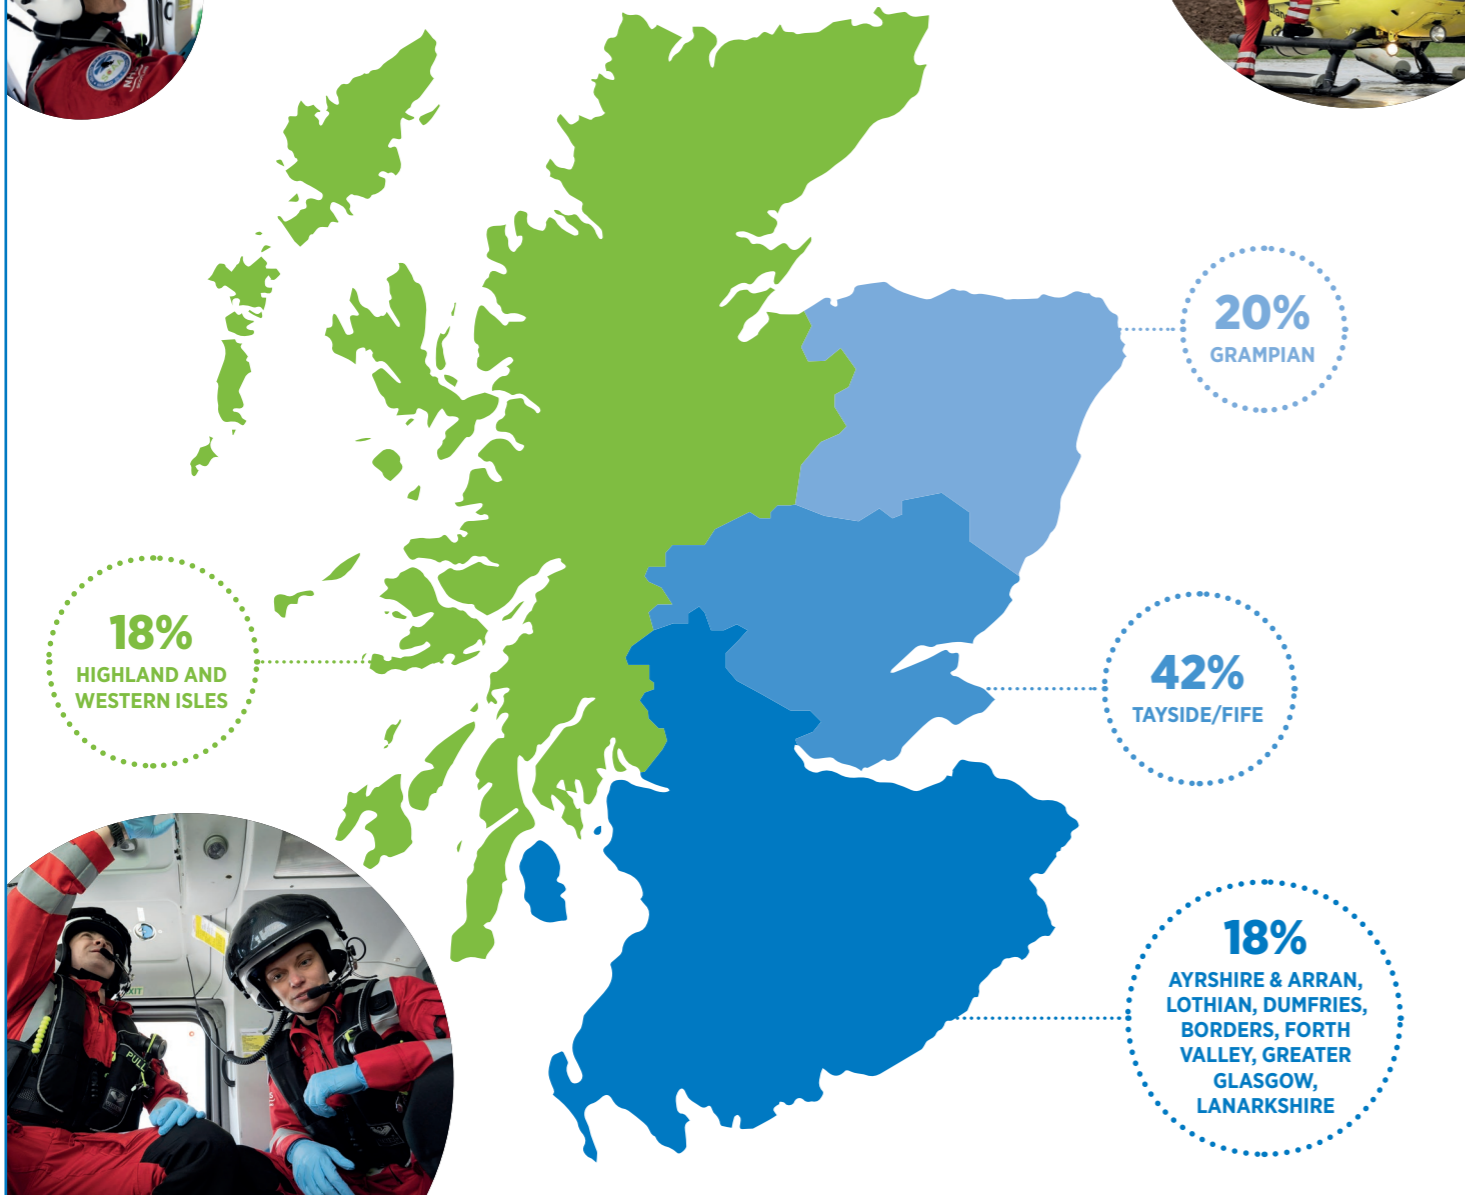 20%
GRAMPIAN
18%
HIGHLAND AND
WESTERN ISLES
42%
TAYSIDE/FIFE
18%
AYRSHIRE & ARRAN,
LOTHIAN, DUMFRIES,
BORDERS, FORTH
VALLEY, GREATER
GLASGOW,
LANARKSHIRE
PULL